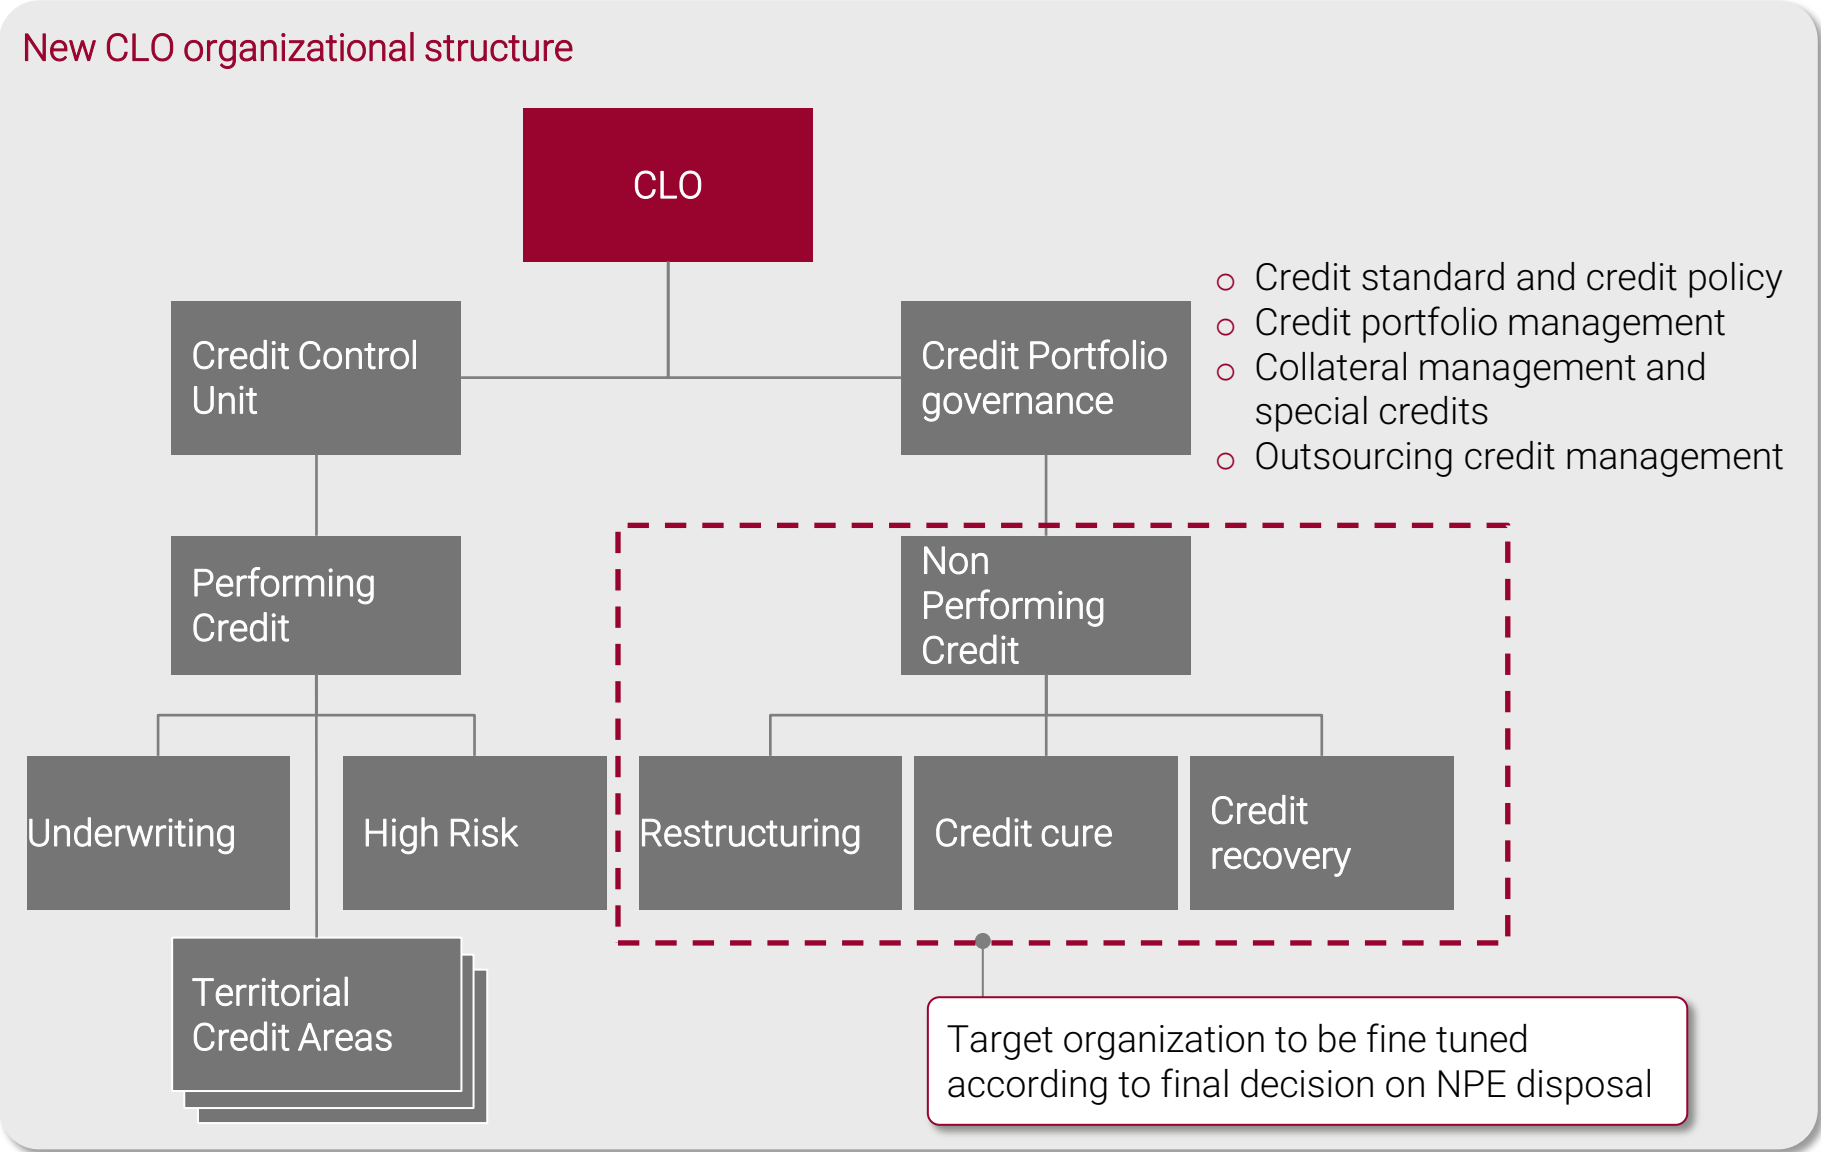 New CLO organizational structure
CLO
Credit Control
Unit
Credit Portfolio
governance
Credit standard and credit policy
Credit portfolio management
Collateral management and
special credits
Outsourcing credit management
Performing
Credit
Non
Performing
Credit
Underwriting
High Risk
Restructuring
Credit cure
Credit
recovery
Territorial
Credit Areas
Target organization to be fine tuned
according to final decision on NPE disposal